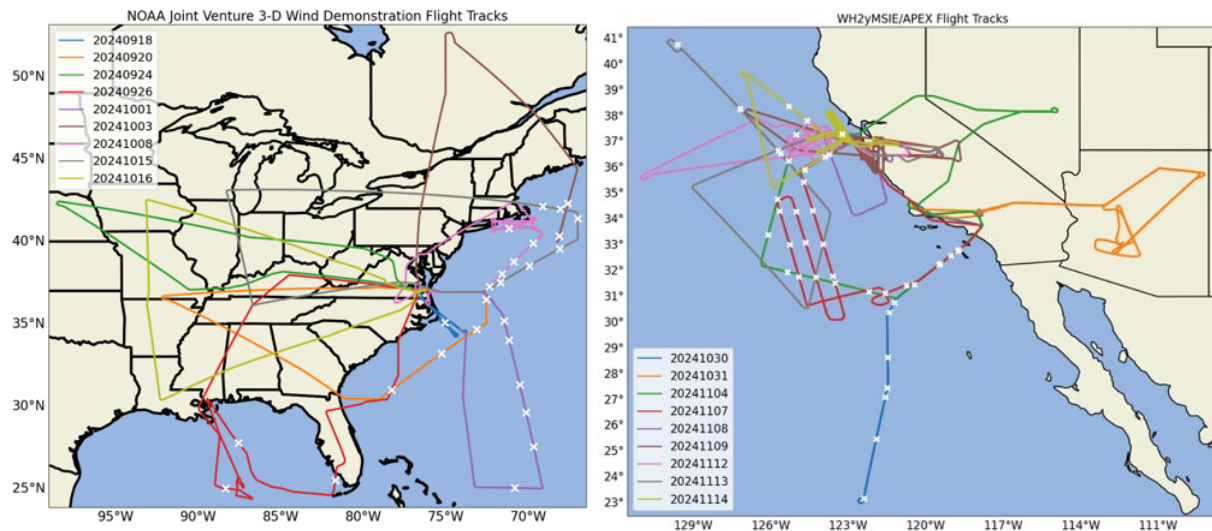 NOAA Joint Venture 3-D Wind Demonstration Flight Tracks
20240918
20240920
20240924
20240926
20241001
20241003
20241008
20241015
20241016
50°N
45°N
40°N
35°N
30°N
25°N
95°W 90°W 85°W 80°W 75°W 70°W
WH2yMSIE/APEX Flight Tracks
41°N
40°N
39°N
38°N
37°N
36°N
35°N
34°N
33°N
32°N
31°N
30°N
29°N
28°N
27°N
26°N
25°N
24°N
23°N
20241030
20241031
20241104
20241107
20241108
20241109
20241112
20241113
20241114
129°W 126°W 123°W 120°W 117°W 114°W 111°W